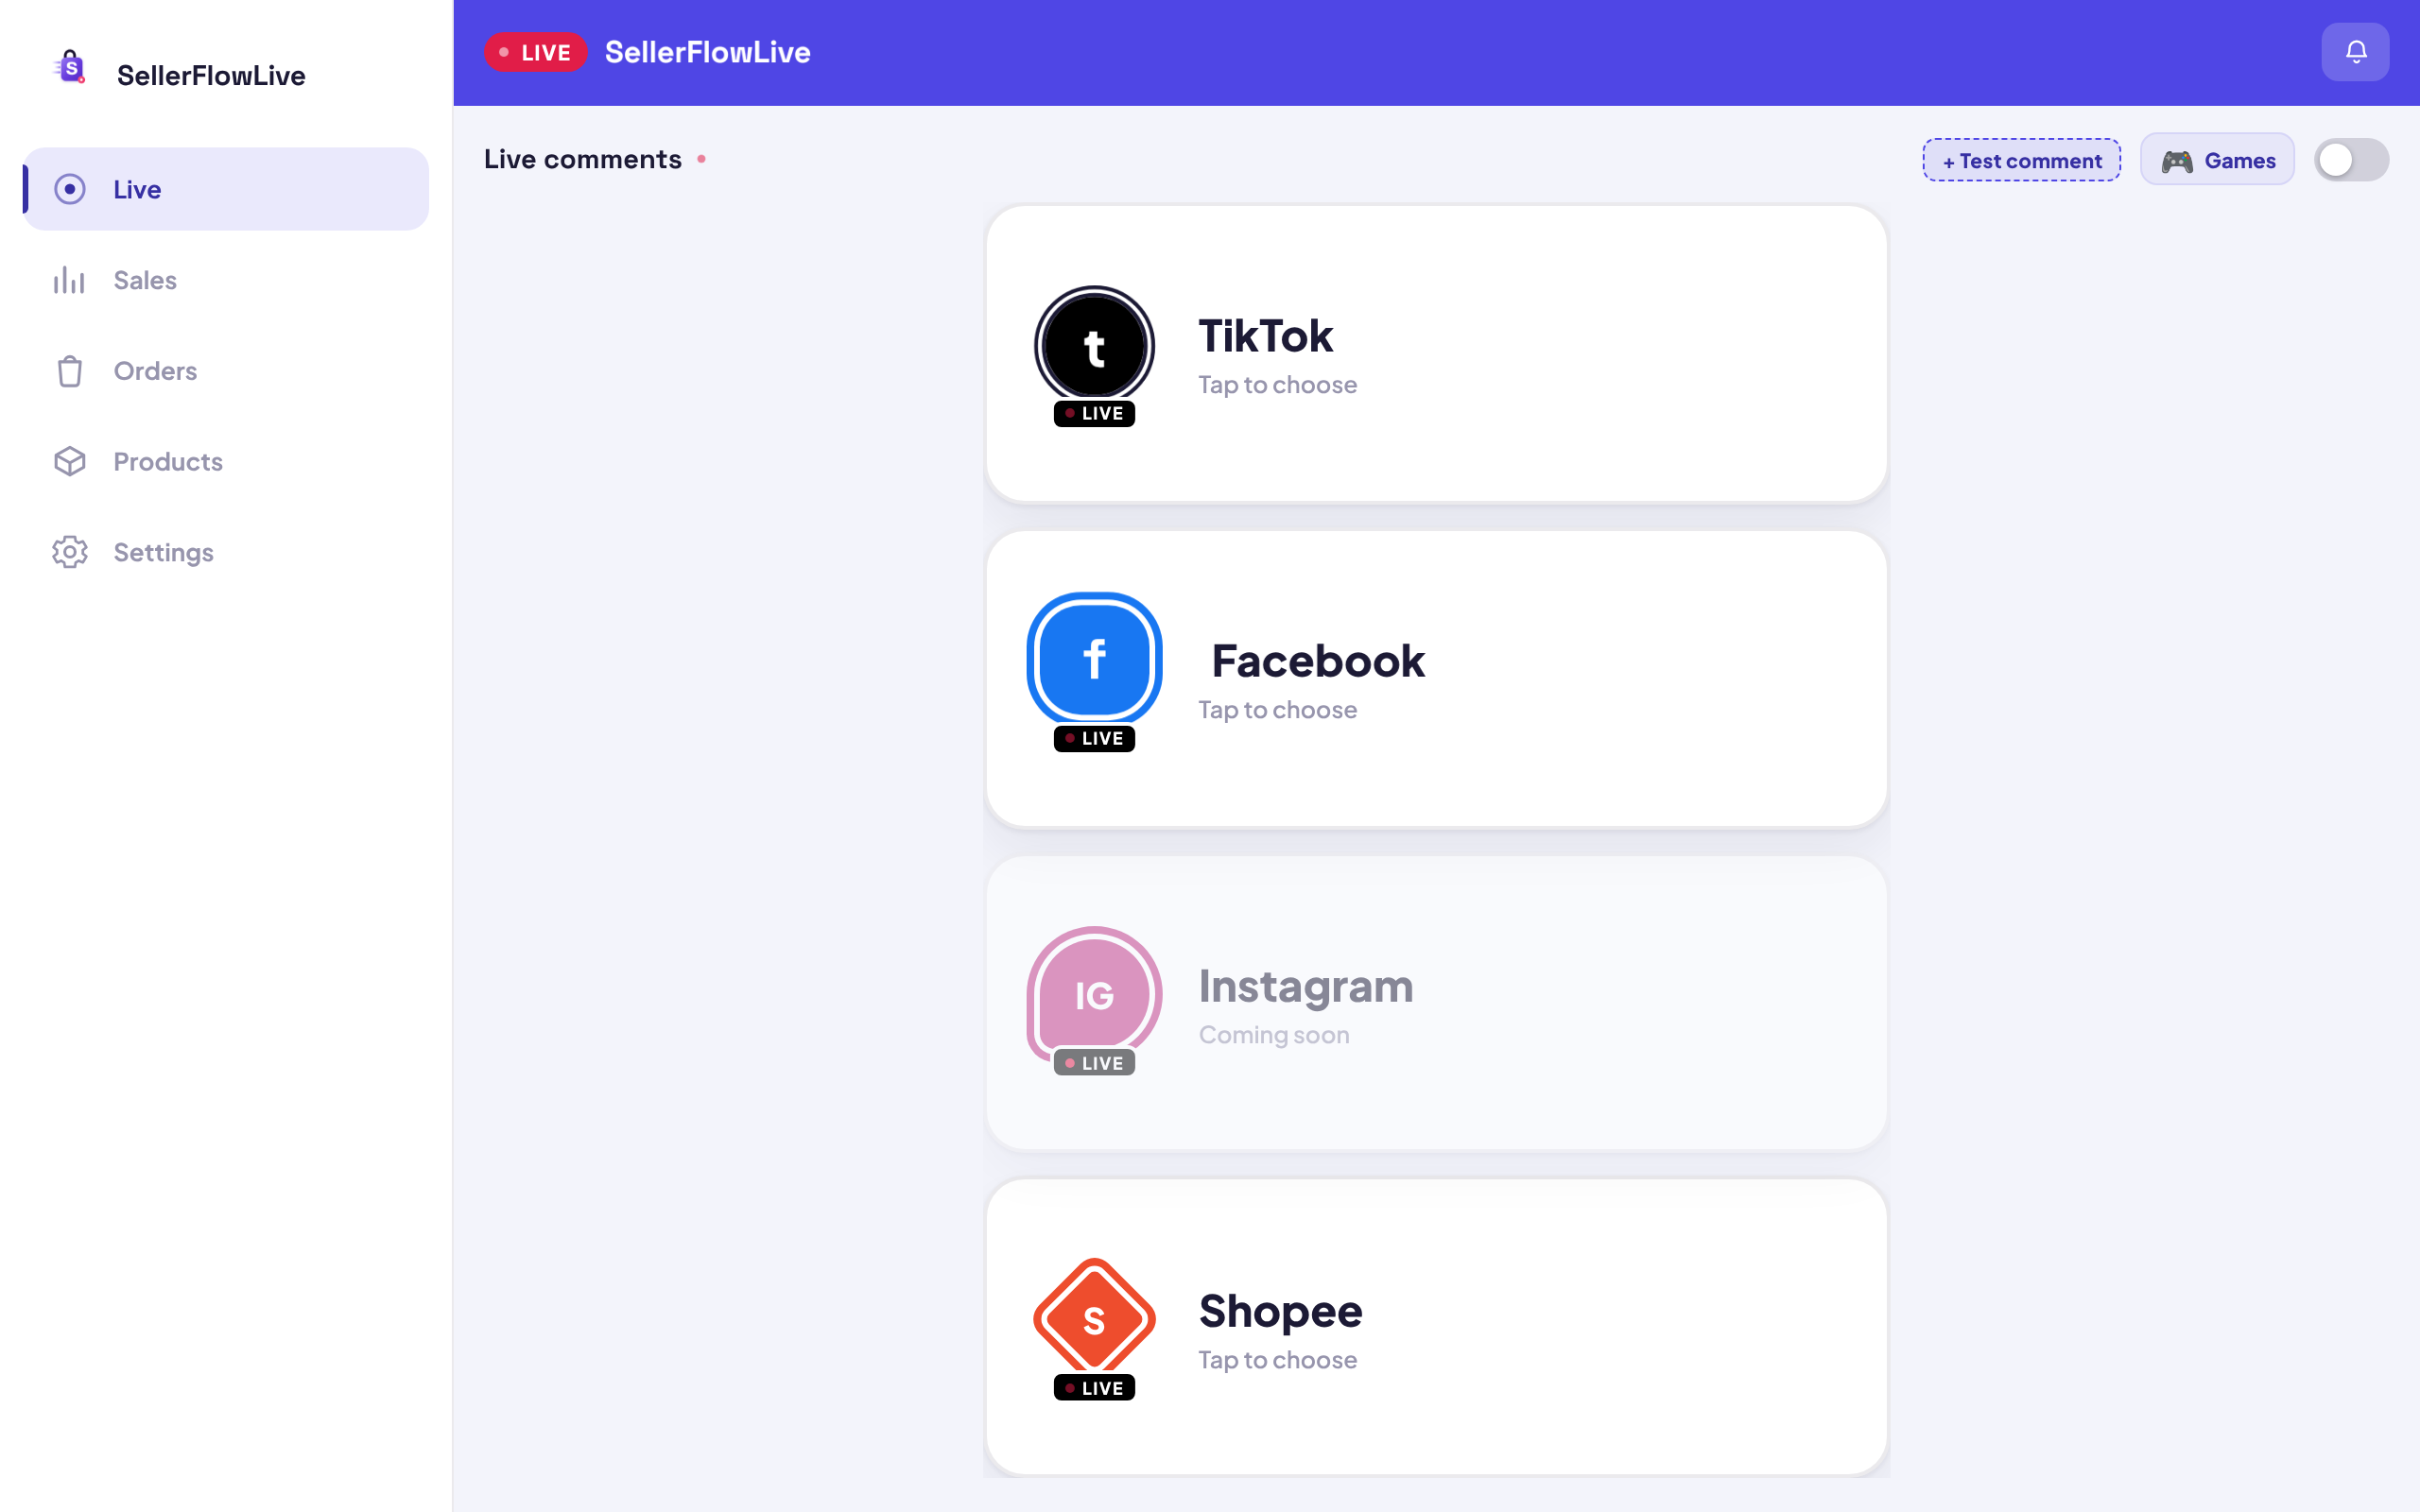 S
SellerFlowLive
Live
Sales
Orders
Products
Settings
LIVE SellerFlowLive
Live comments
+ Test comment
Games
t
LIVE
TikTok
Tap to choose
f
LIVE
Facebook
Tap to choose
IG
LIVE
Instagram
Coming soon
S
LIVE
Shopee
Tap to choose